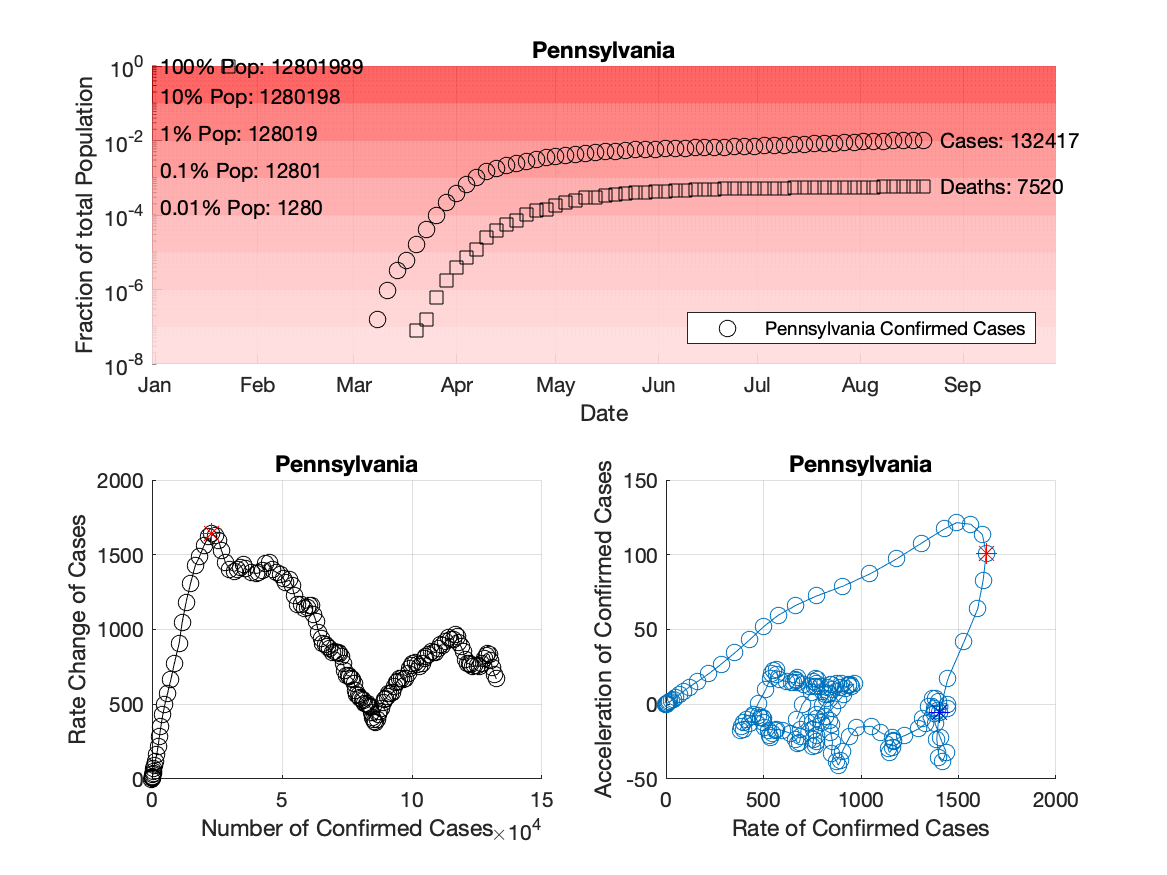 Pennsylvania
Fraction of total Population
10^0
10^-2
10^-4
10^-6
10^-8
100% Pop: 12801989
10% Pop: 1280198
1% Pop: 128019
0.1% Pop: 12801
0.01% Pop: 1280
Cases: 132417
Deaths: 7520
Pennsylvania Confirmed Cases
Jan Feb Mar Apr May Jun Jul Aug Sep
Date
Pennsylvania
Rate Change of Cases
2000
1500
1000
500
0
0 5 10 15
Number of Confirmed Cases ×10^4
Pennsylvania
Acceleration of Confirmed Cases
150
100
50
0
-50
0 500 1000 1500 2000
Rate of Confirmed Cases